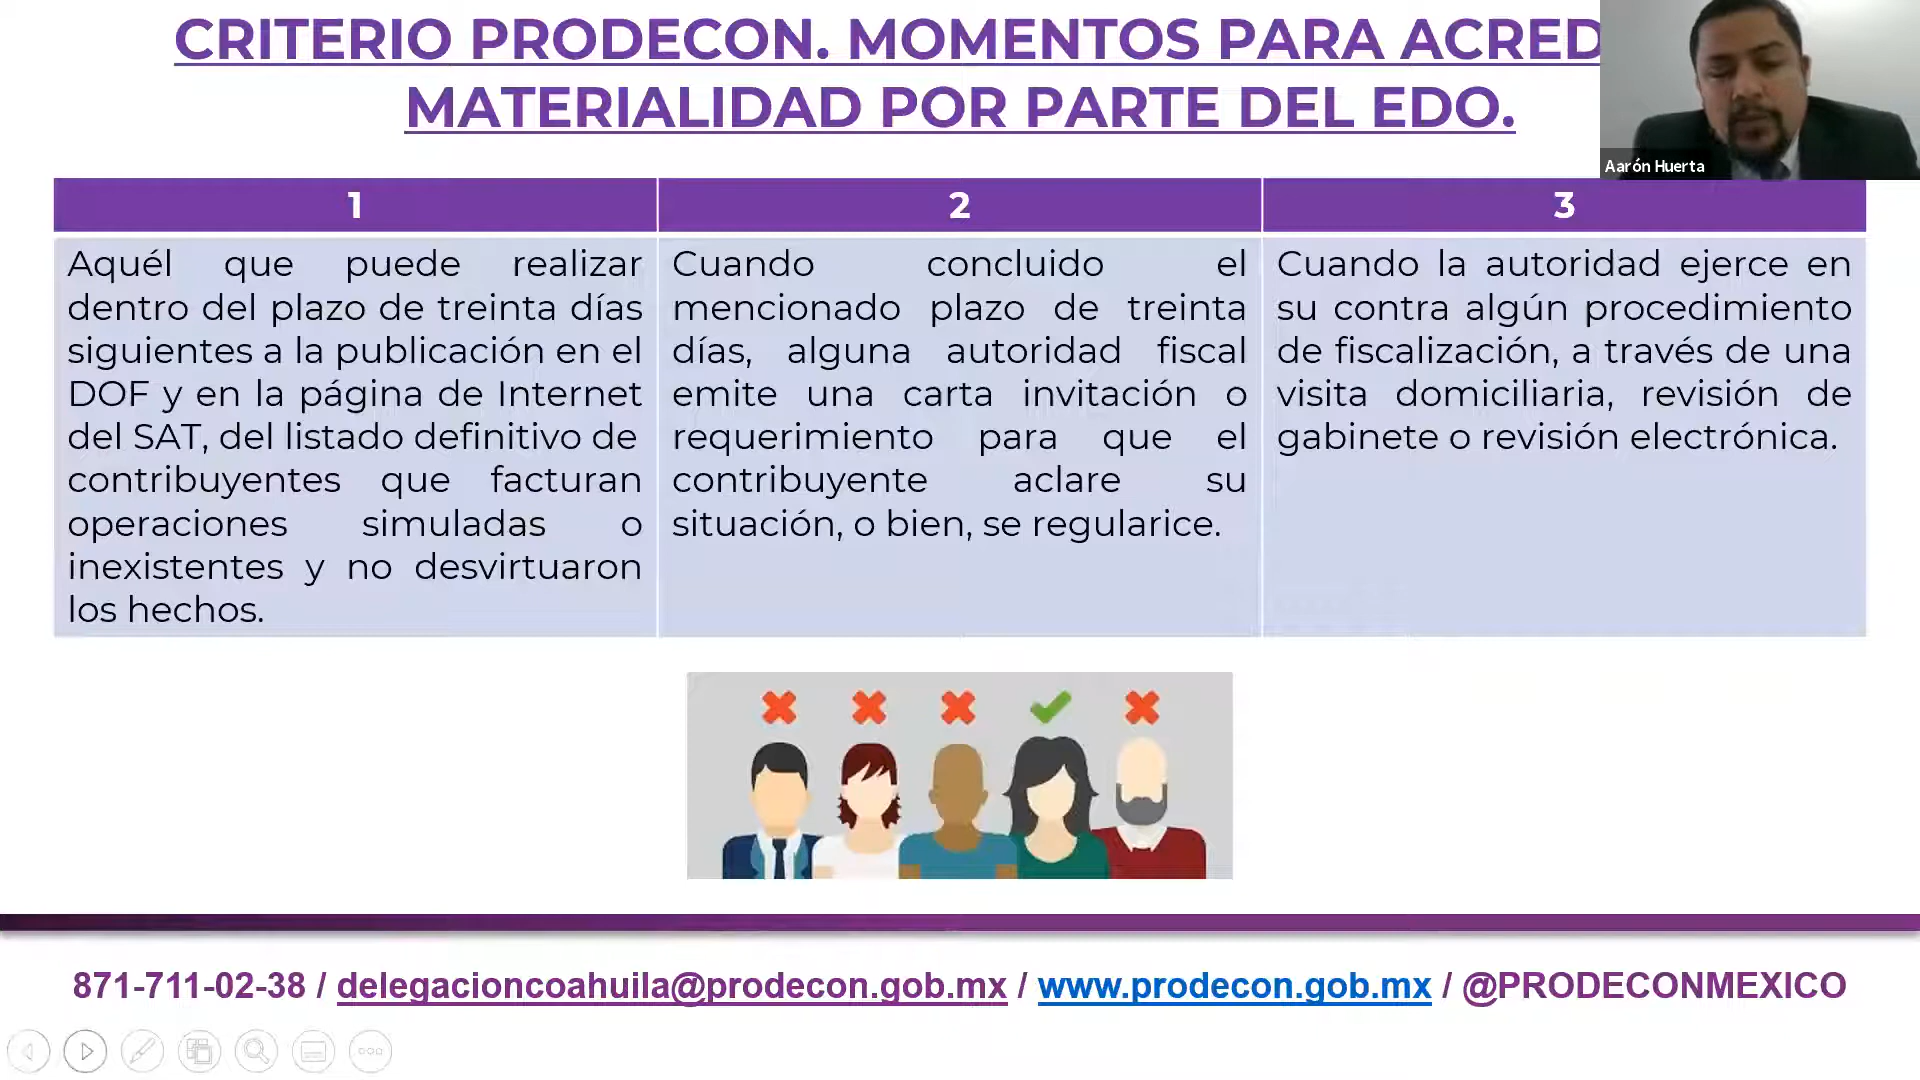 CRITERIO PRODECON. MOMENTOS PARA ACRED
MATERIALIDAD POR PARTE DEL EDO.
Aarón Huerta
1
Aquél que puede realizar
dentro del plazo de treinta días
siguientes a la publicación en el
DOF y en la página de Internet
del SAT, del listado definitivo de
contribuyentes que facturan
operaciones simuladas o
inexistentes y no desvirtuaron
los hechos.
2
Cuando concluido el
mencionado plazo de treinta
días, alguna autoridad fiscal
emite una carta invitación o
requerimiento para que el
contribuyente aclare su
situación, o bien, se regularice.
3
Cuando la autoridad ejerce en
su contra algún procedimiento
de fiscalización, a través de una
visita domiciliaria, revisión de
gabinete o revisión electrónica.
871-711-02-38 / delegacioncoahuila@prodecon.gob.mx / www.prodecon.gob.mx / @PRODECONMEXICO